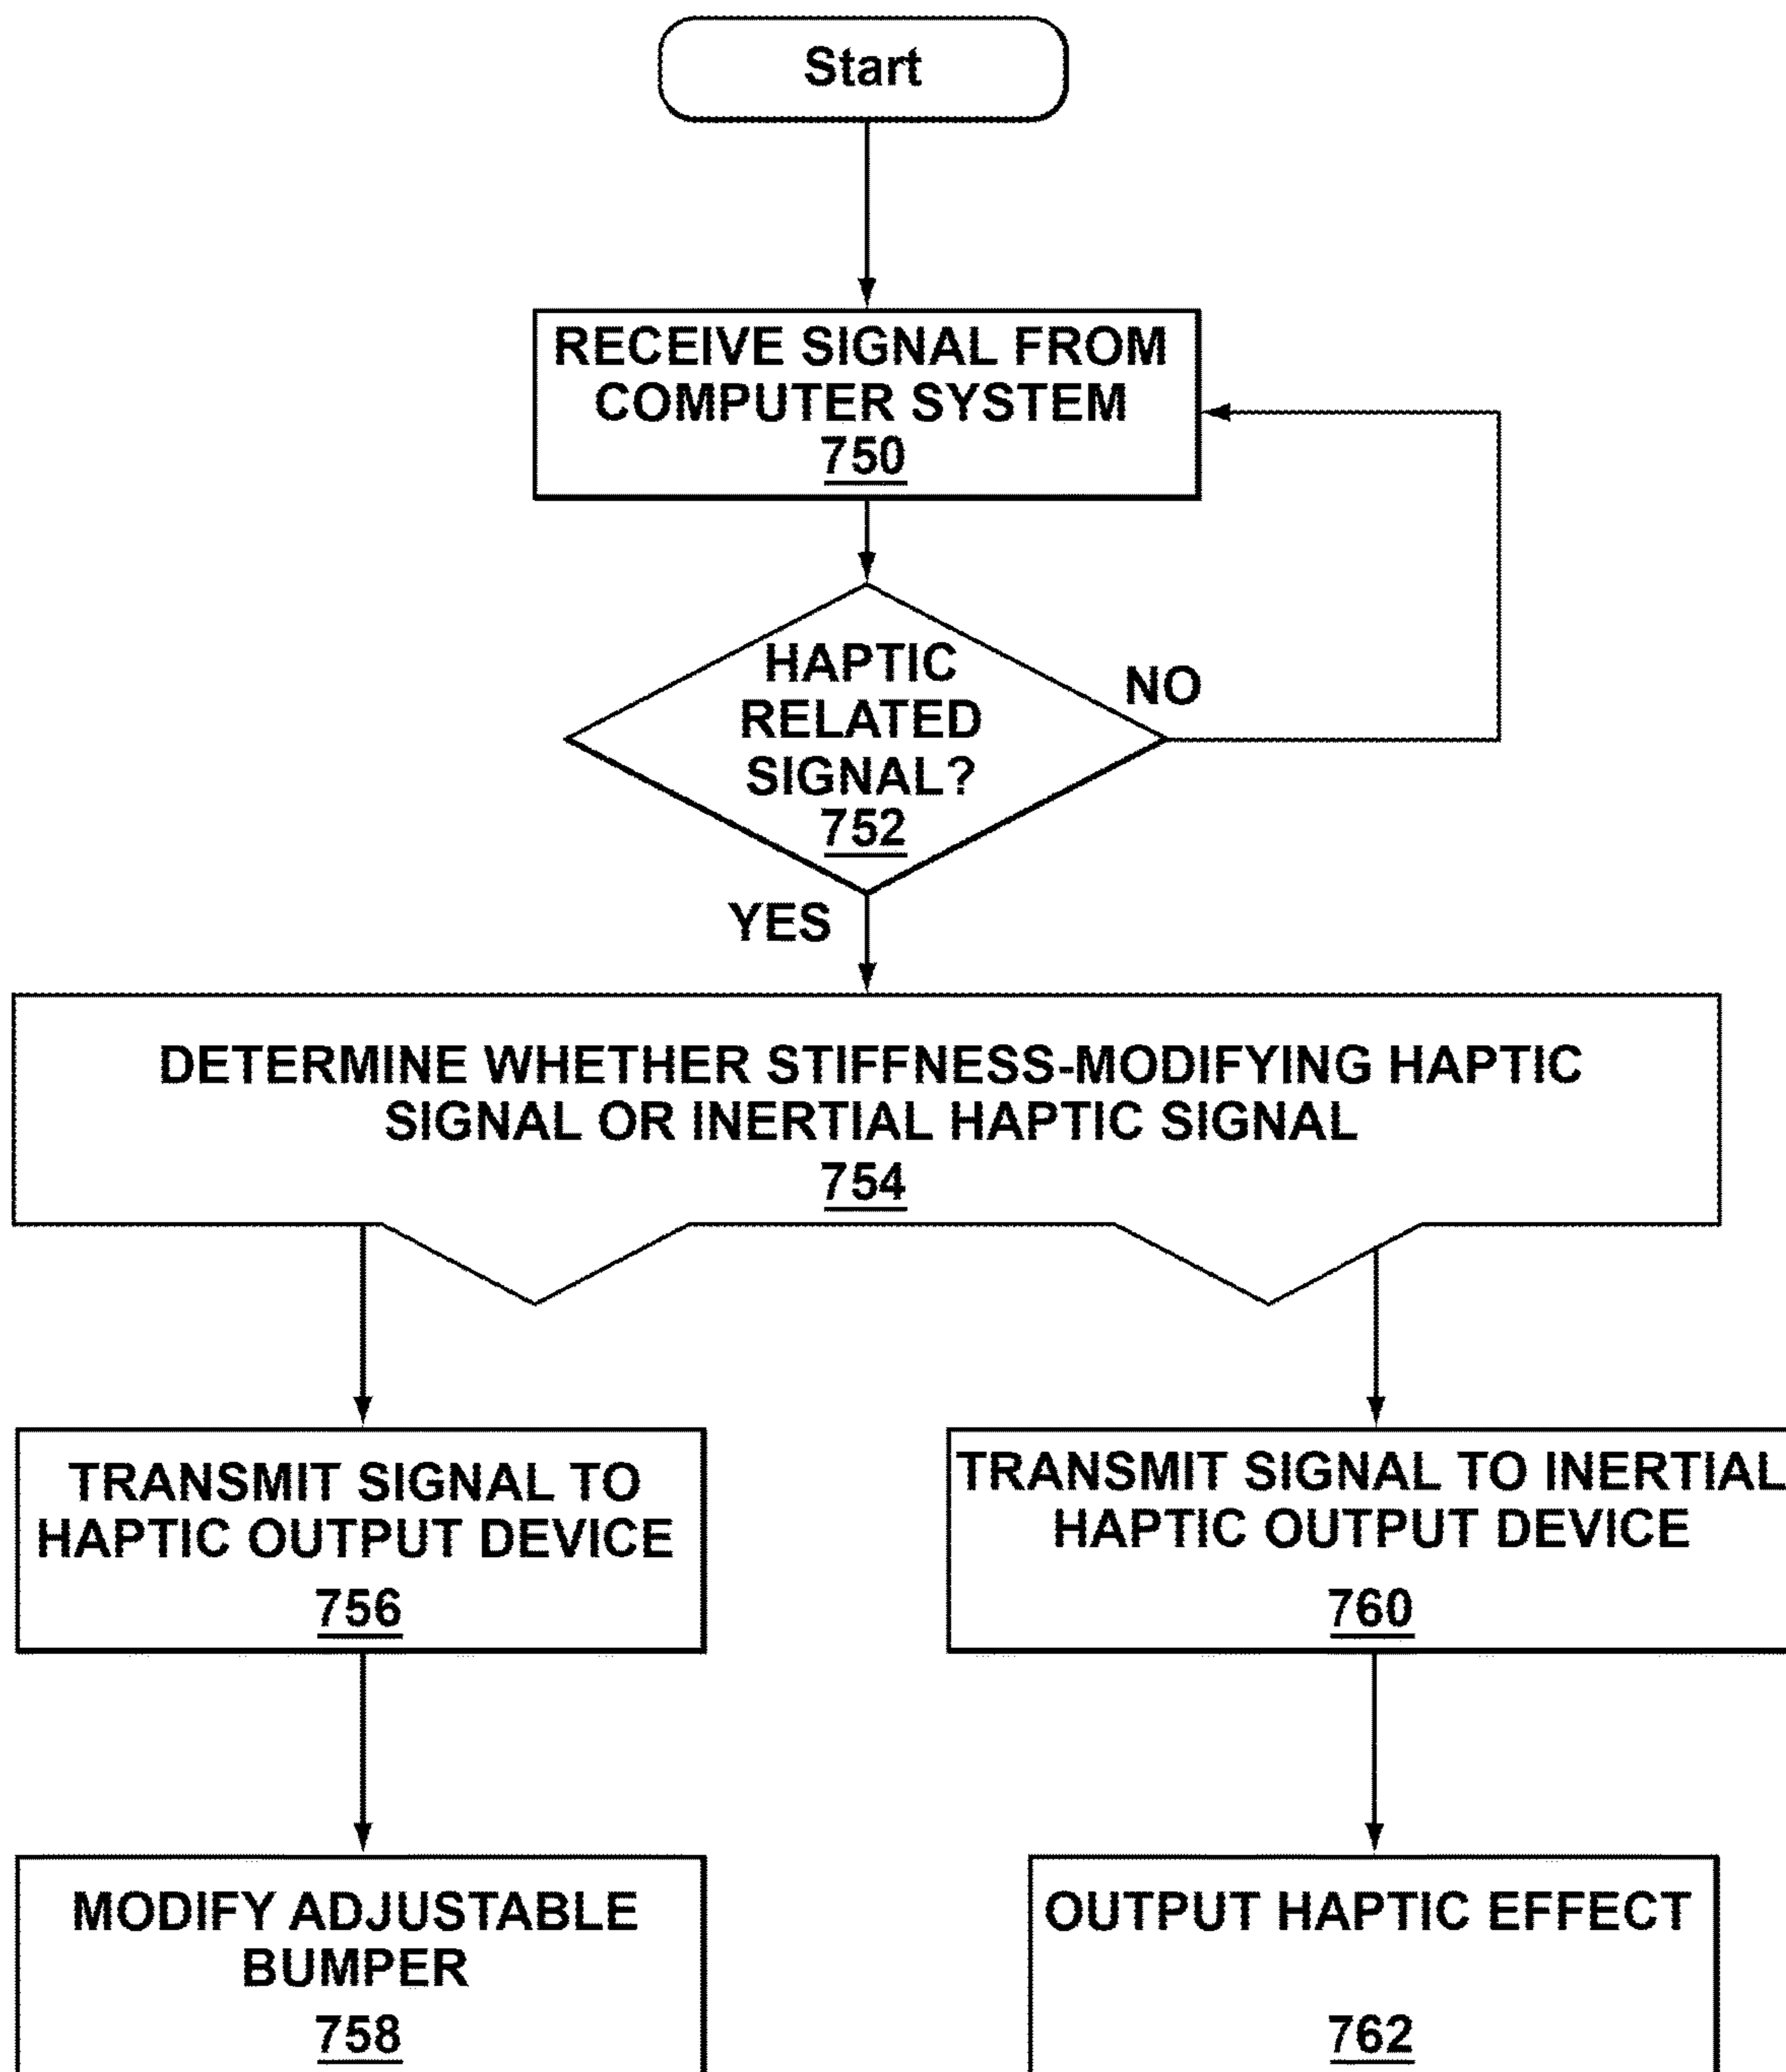 Start
RECEIVE SIGNAL FROM
COMPUTER SYSTEM
750
HAPTIC
RELATED
SIGNAL?
752
NO
YES
DETERMINE WHETHER STIFFNESS-MODIFYING HAPTIC
SIGNAL OR INERTIAL HAPTIC SIGNAL
754
TRANSMIT SIGNAL TO
HAPTIC OUTPUT DEVICE
756
TRANSMIT SIGNAL TO INERTIAL
HAPTIC OUTPUT DEVICE
760
MODIFY ADJUSTABLE
BUMPER
758
OUTPUT HAPTIC EFFECT
762